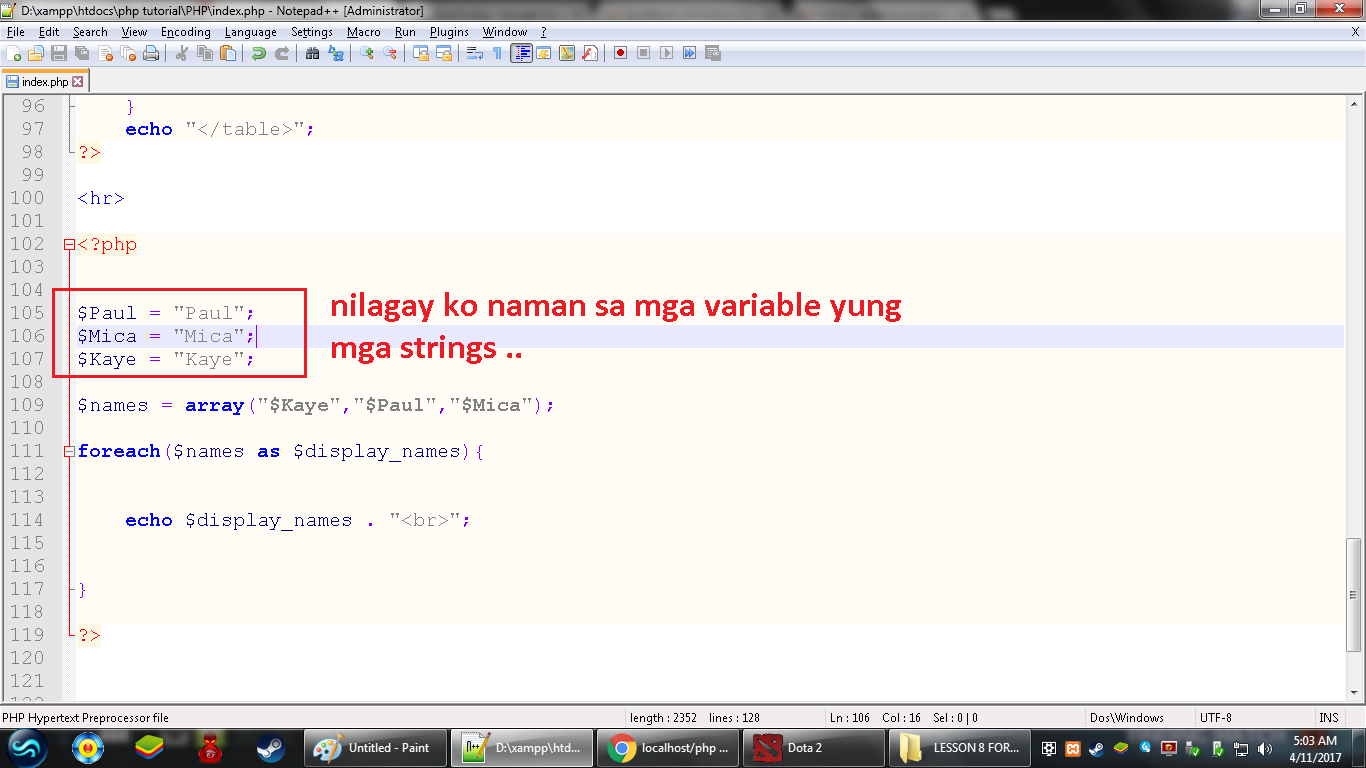 D:\xampp\htdocs\php tutorial\PHP\index.php - Notepad++ [Administrator]
File Edit Search View Encoding Language Settings Macro Run Plugins Window ? X
index.php
96 }
97 echo "</table>";
98 ?>
99
100 <hr>
101
102 <?php
103
104
105 $Paul = "Paul";
106 $Mica = "Mica";
107 $Kaye = "Kaye";
nilagay ko naman sa mga variable yung
mga strings ..
108
109 $names = array("$Kaye","$Paul","$Mica");
110
111 foreach($names as $display_names){
112
113
114 echo $display_names . "<br>";
115
116
117 }
118
119 ?>
120
121
PHP Hypertext Preprocessor file length : 2352 lines : 128 Ln : 106 Col : 16 Sel : 0 | 0 Dos\Windows UTF-8 INS
Untitled - Paint D:\xampp\htd... localhost/php ... Dota 2 LESSON 8 FOR... 5:03 AM
4/11/2017